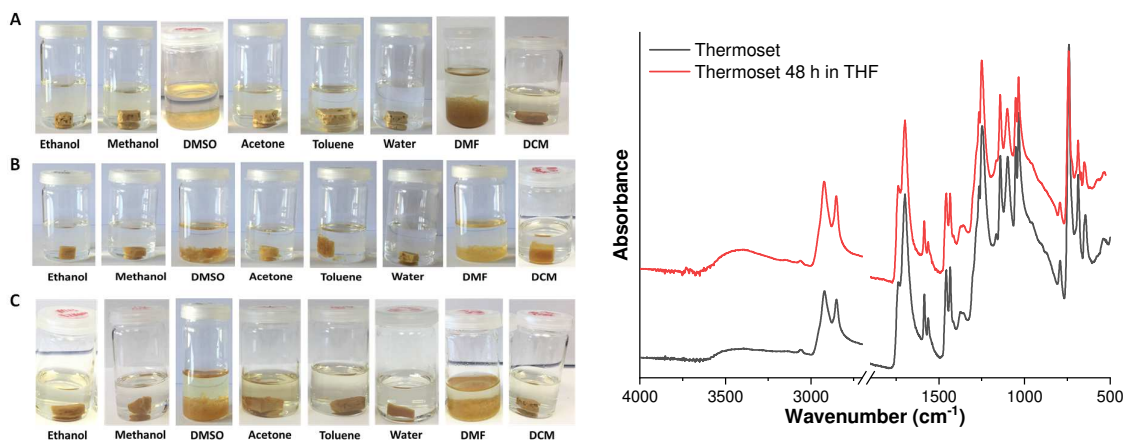 A
Ethanol Methanol DMSO Acetone Toluene Water DMF DCM
B
Ethanol Methanol DMSO Acetone Toluene Water DMF DCM
C
Ethanol Methanol DMSO Acetone Toluene Water DMF DCM
Thermoset
Thermoset 48 h in THF
Absorbance
4000 3500 3000 1500 1000 500
Wavenumber (cm⁻¹)